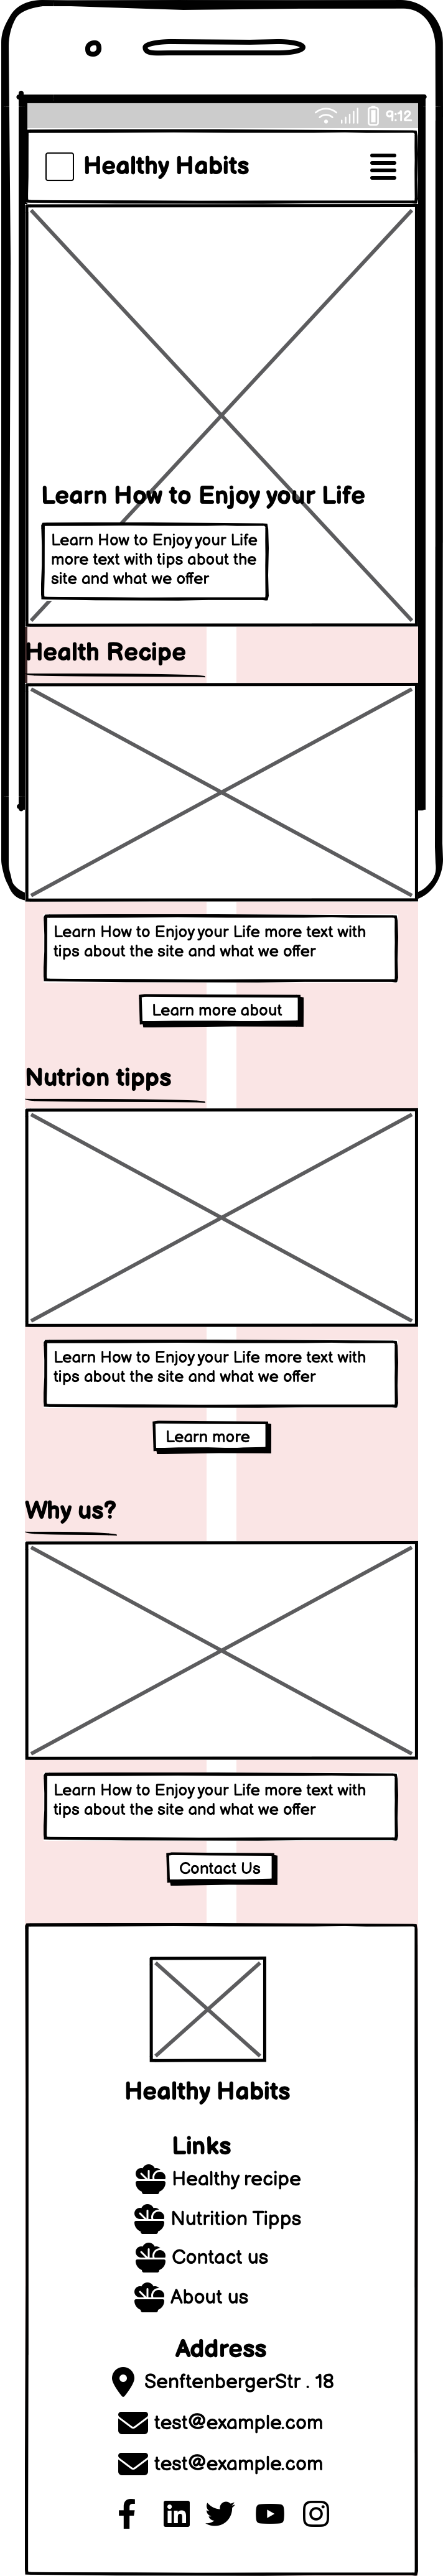 9:12
Healthy Habits
Learn How to Enjoy your Life
Learn How to Enjoy your Life
more text with tips about the
site and what we offer
Health Recipe
Learn How to Enjoy your Life more text with
tips about the site and what we offer
Learn more about
Nutrion tipps
Learn How to Enjoy your Life more text with
tips about the site and what we offer
Learn more
Why us?
Learn How to Enjoy your Life more text with
tips about the site and what we offer
Contact Us
Healthy Habits
Links
Healthy recipe
Nutrition Tipps
Contact us
About us
Address
SenftenbergerStr . 18
test@example.com
test@example.com